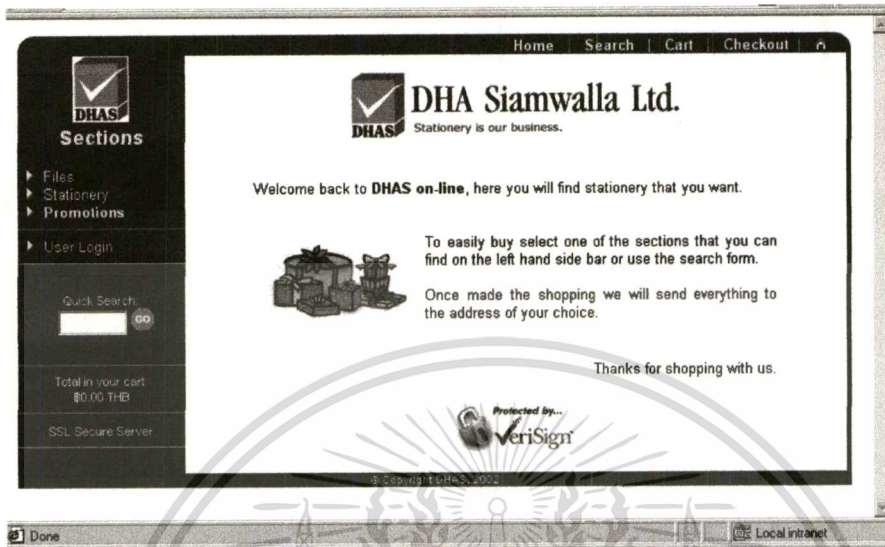 Home | Search | Cart | Checkout |
DHAS
Sections
Files
Stationery
Promotions
User Login
Quick Search:
GO
Total in your cart
฿0.00 THB
SSL Secure Server
DHAS
DHA Siamwalla Ltd.
Stationery is our business.
Welcome back to DHAS on-line, here you will find stationery that you want.
To easily buy select one of the sections that you can
find on the left hand side bar or use the search form.
Once made the shopping we will send everything to
the address of your choice.
Thanks for shopping with us.
Protected by...
VeriSign
© Copyright DHAS, 2002
Done
Local intranet